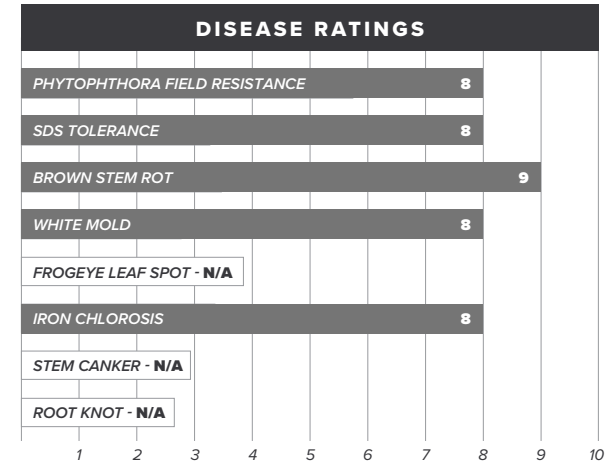 DISEASE RATINGS
PHYTOPHTHORA FIELD RESISTANCE 8
SDS TOLERANCE 8
BROWN STEM ROT 9
WHITE MOLD 8
FROGEYE LEAF SPOT - N/A
IRON CHLOROSIS 8
STEM CANKER - N/A
ROOT KNOT - N/A
1 2 3 4 5 6 7 8 9 10